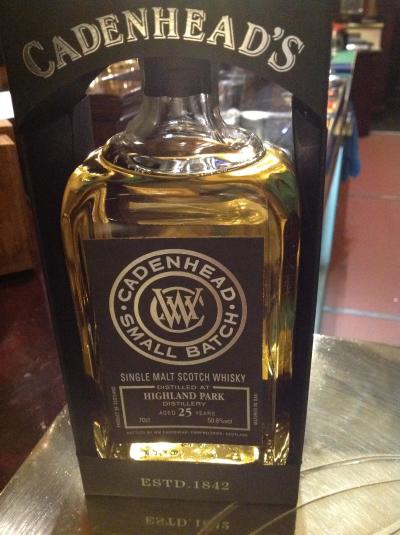 CADENHEAD'S
CADENHEAD
WC
SMALL BATCH
SINGLE MALT SCOTCH WHISKY
DISTILLED AT
HIGHLAND PARK
DISTILLERY
AGED 25 YEARS
70cl 50.8%vol
ESTD.1842